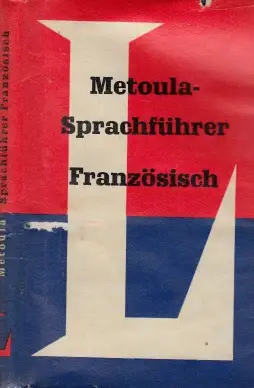 Metoula-
Sprachführer
Französisch
Metoula Sprachführer Französisch
L